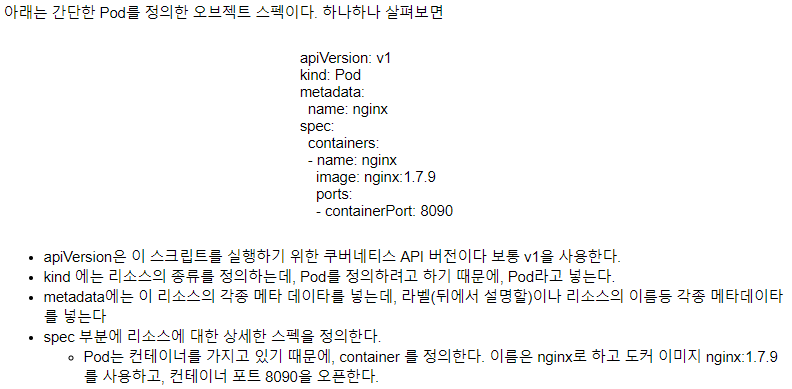 아래는 간단한 Pod를 정의한 오브젝트 스펙이다. 하나하나 살펴보면
apiVersion: v1
kind: Pod
metadata:
  name: nginx
spec:
  containers:
  - name: nginx
    image: nginx:1.7.9
    ports:
    - containerPort: 8090
• apiVersion은 이 스크립트를 실행하기 위한 쿠버네티스 API 버전이다 보통 v1을 사용한다.
• kind 에는 리소스의 종류를 정의하는데, Pod를 정의하려고 하기 때문에, Pod라고 넣는다.
• metadata에는 이 리소스의 각종 메타 데이타를 넣는데, 라벨(뒤에서 설명할)이나 리소스의 이름등 각종 메타데이타
를 넣는다
• spec 부분에 리소스에 대한 상세한 스펙을 정의한다.
◦ Pod는 컨테이너를 가지고 있기 때문에, container 를 정의한다. 이름은 nginx로 하고 도커 이미지 nginx:1.7.9
를 사용하고, 컨테이너 포트 8090을 오픈한다.